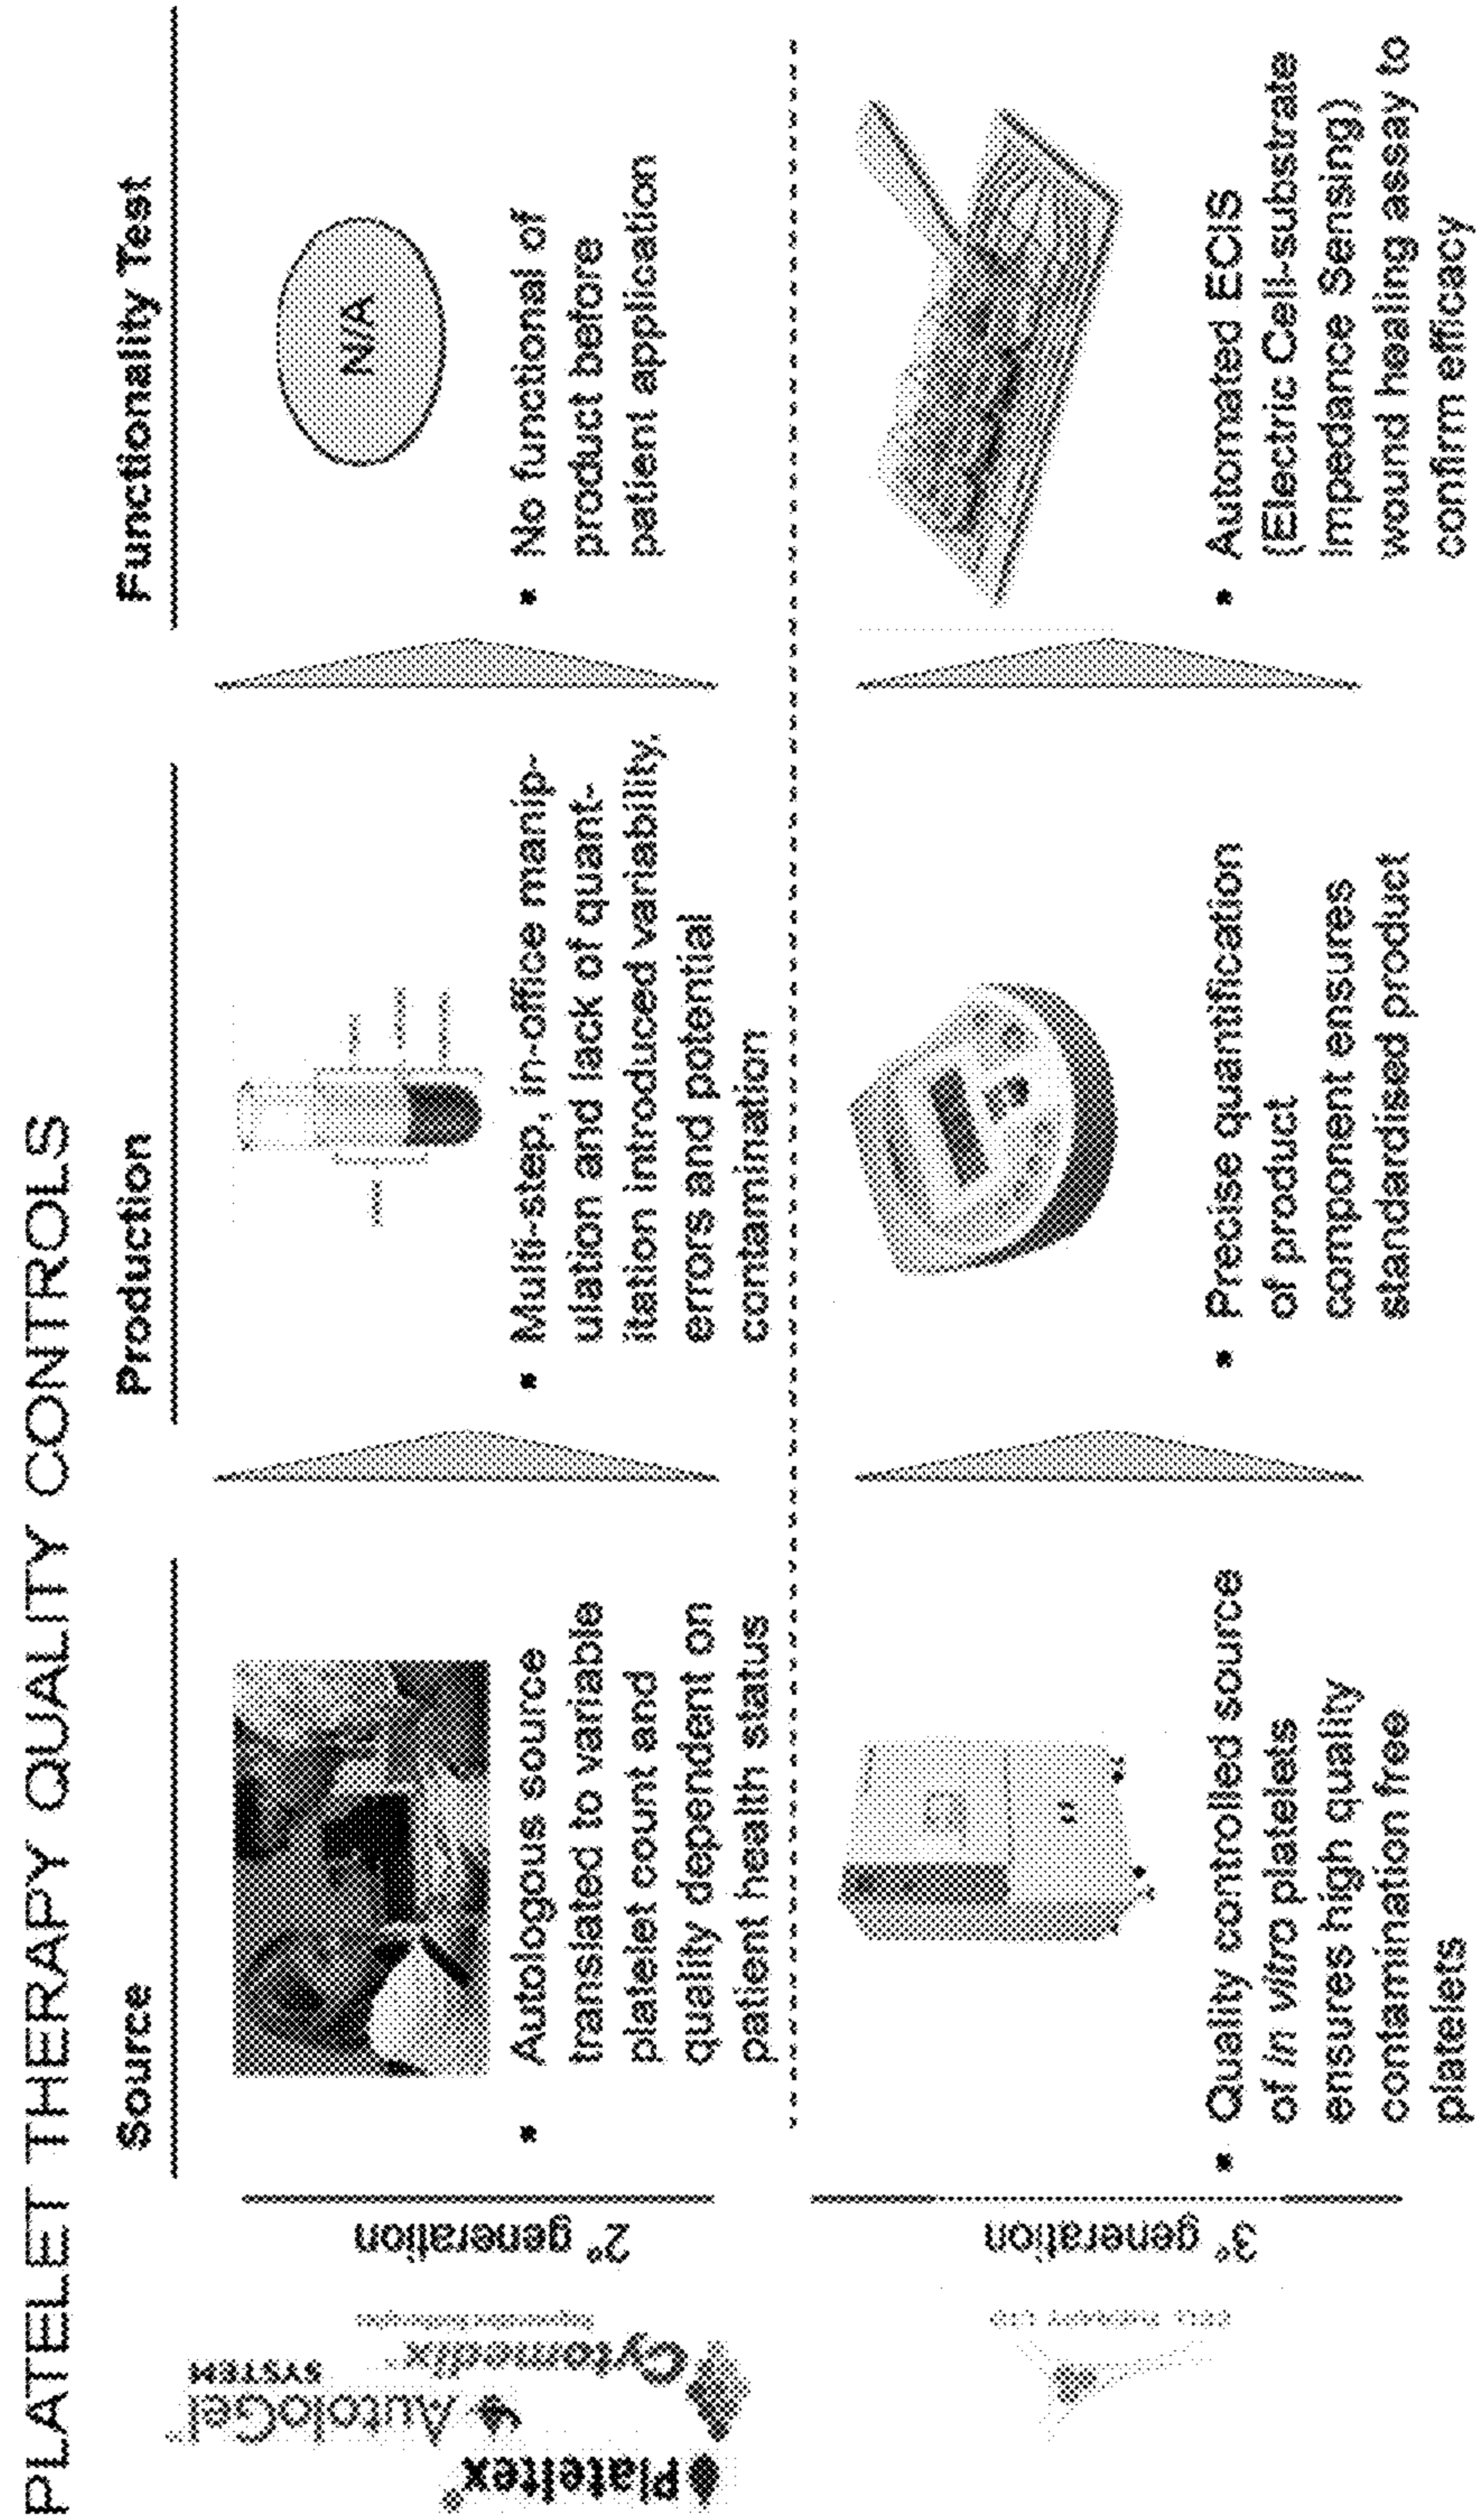 PLATELET THERAPY QUALITY CONTROLS
Source
Production
Functionality Test
Plateltex
AutoloGel
SYSTEM
Cytomedix
2° generation
• Autologous source
translated to variable
platelet count and
quality dependent on
patient health status
• Multi-step, in-office manip-
ulation and lack of quant-
itation introduced variability,
errors and potential
contamination
N/A
• No functional of
product before
patient application
3° generation
• Quality controlled source
of in vitro platelets
ensures high quality
contamination free
platelets
• Precise quantification
of product
component ensures
standardised product
• Automated ECIS
(Electric Cell-substrate
Impedance Sensing)
wound healing assay to
confirm efficacy